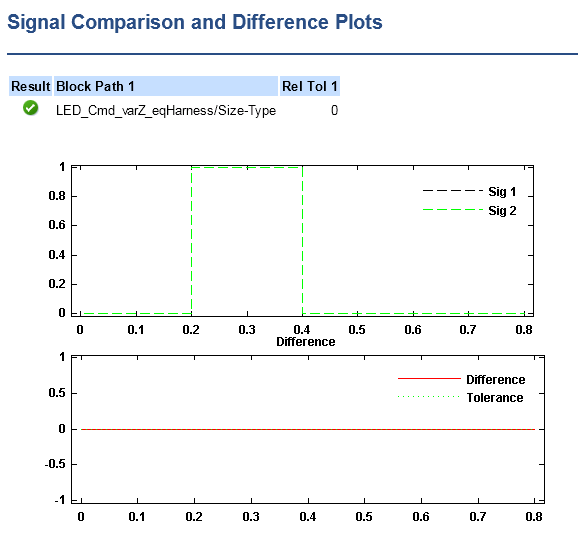 Signal Comparison and Difference Plots
Result Block Path 1 Rel Tol 1
LED_Cmd_varZ_eqHarness/Size-Type 0
1
0.8
0.6
0.4
0.2
0
Sig 1
Sig 2
0 0.1 0.2 0.3 0.4 0.5 0.6 0.7 0.8
Difference
1
0.5
0
-0.5
-1
Difference
Tolerance
0 0.1 0.2 0.3 0.4 0.5 0.6 0.7 0.8